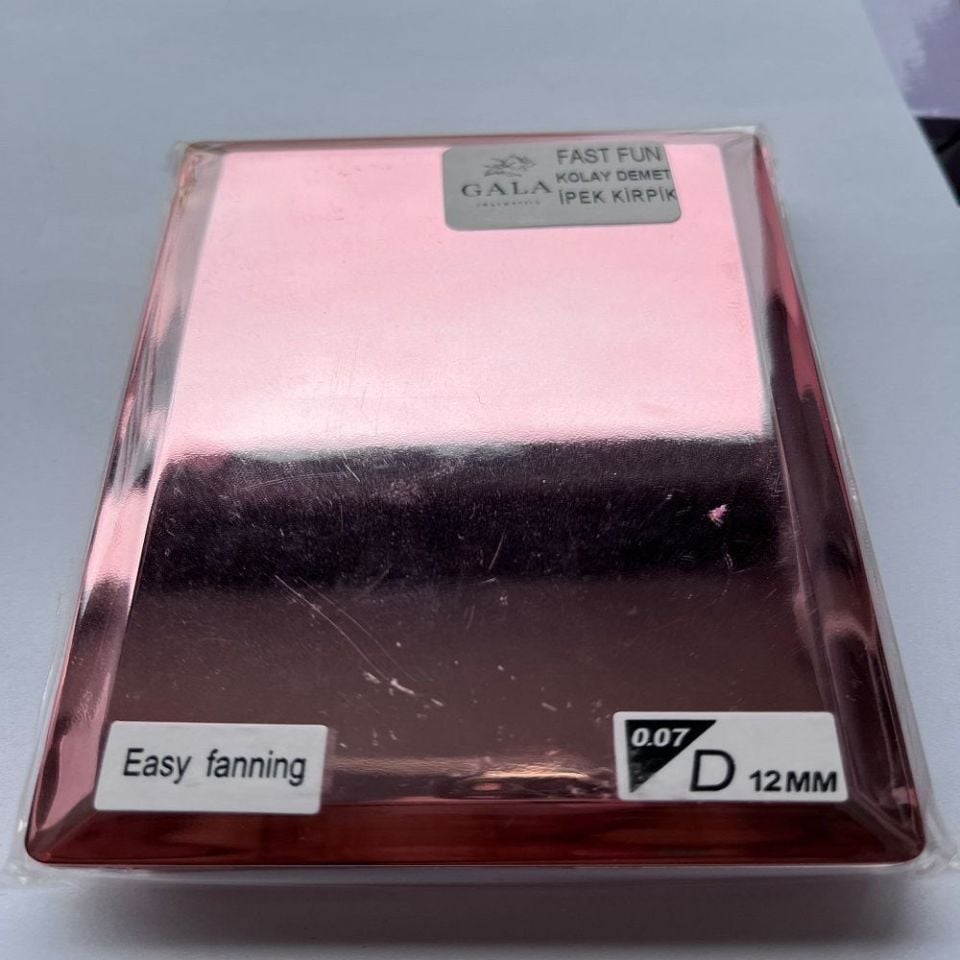 GALA
FAST FUN
KOLAY DEMET
İPEK KİRPİK
Easy fanning
0.07
D 12MM